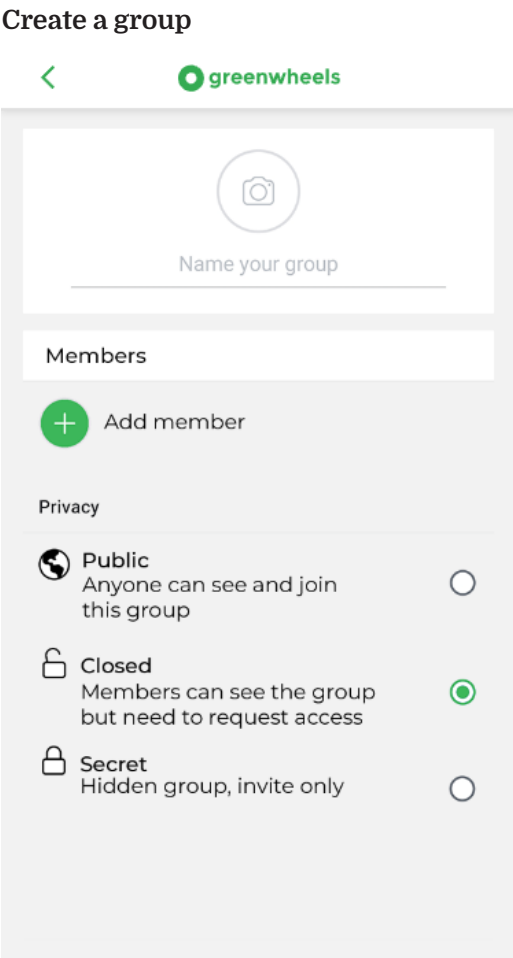 Create a group
greenwheels
Name your group
Members
Add member
Privacy
Public
Anyone can see and join
this group
Closed
Members can see the group
but need to request access
Secret
Hidden group, invite only